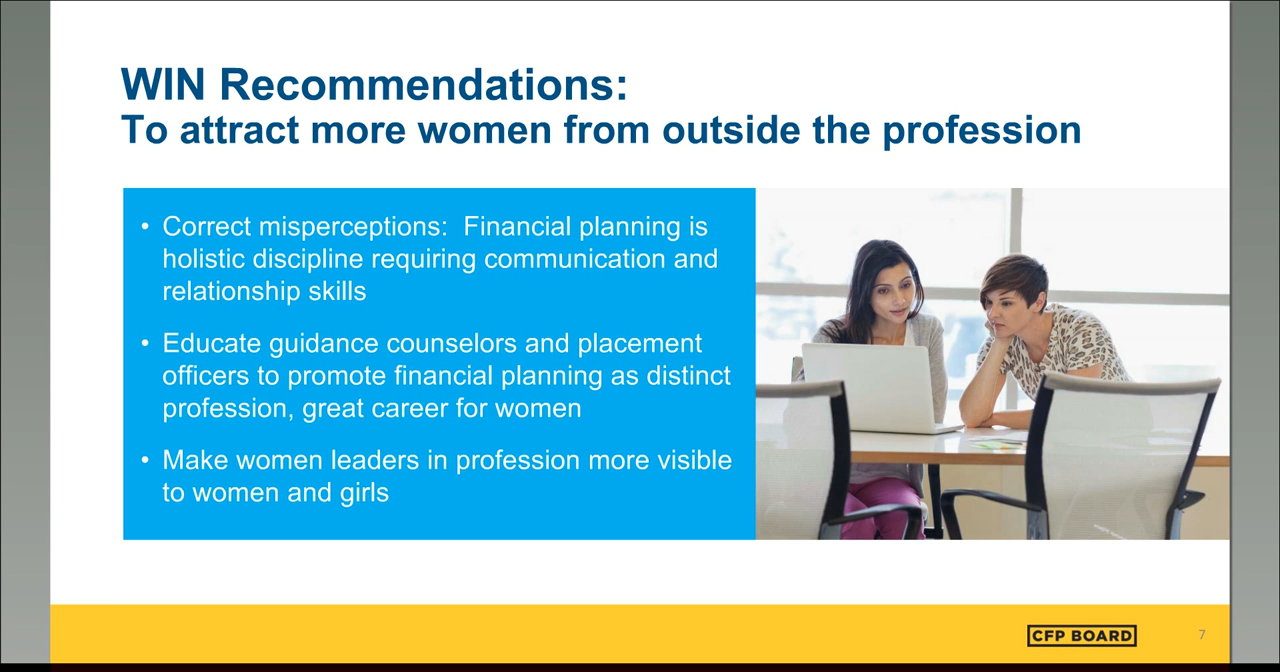 WIN Recommendations:
To attract more women from outside the profession
• Correct misperceptions:  Financial planning is
holistic discipline requiring communication and
relationship skills
• Educate guidance counselors and placement
officers to promote financial planning as distinct
profession, great career for women
• Make women leaders in profession more visible
to women and girls
CFP BOARD
7